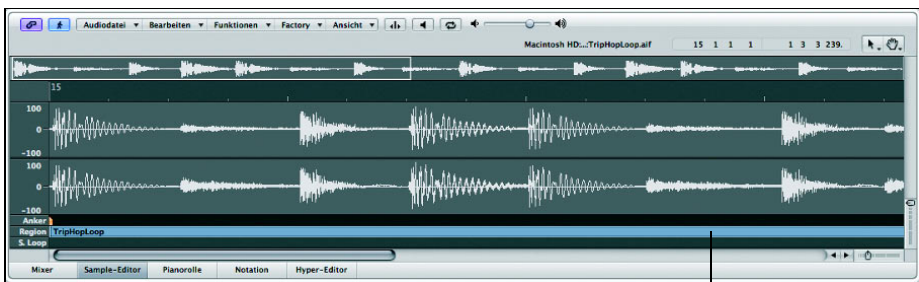 Audiodatei Bearbeiten Funktionen Factory Ansicht
Macintosh HD:...:TripHopLoop.aif 15 1 1 1 1 3 3 239.
15
100
0
-100
100
0
-100
Anker
Region TripHopLoop
S. Loop
Mixer Sample-Editor Pianorolle Notation Hyper-Editor